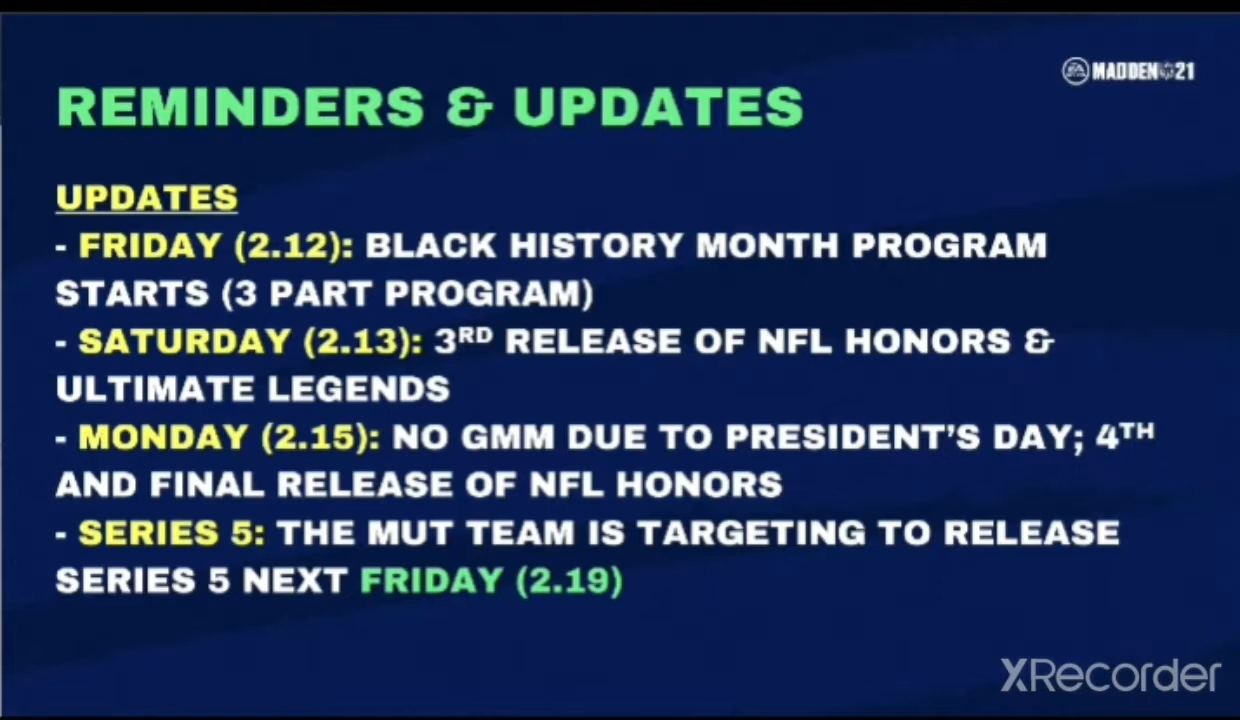 EA MADDEN NFL 21
REMINDERS & UPDATES
UPDATES
- FRIDAY (2.12): BLACK HISTORY MONTH PROGRAM
STARTS (3 PART PROGRAM)
- SATURDAY (2.13): 3RD RELEASE OF NFL HONORS &
ULTIMATE LEGENDS
- MONDAY (2.15): NO GMM DUE TO PRESIDENT'S DAY; 4TH
AND FINAL RELEASE OF NFL HONORS
- SERIES 5: THE MUT TEAM IS TARGETING TO RELEASE
SERIES 5 NEXT FRIDAY (2.19)
XRecorder